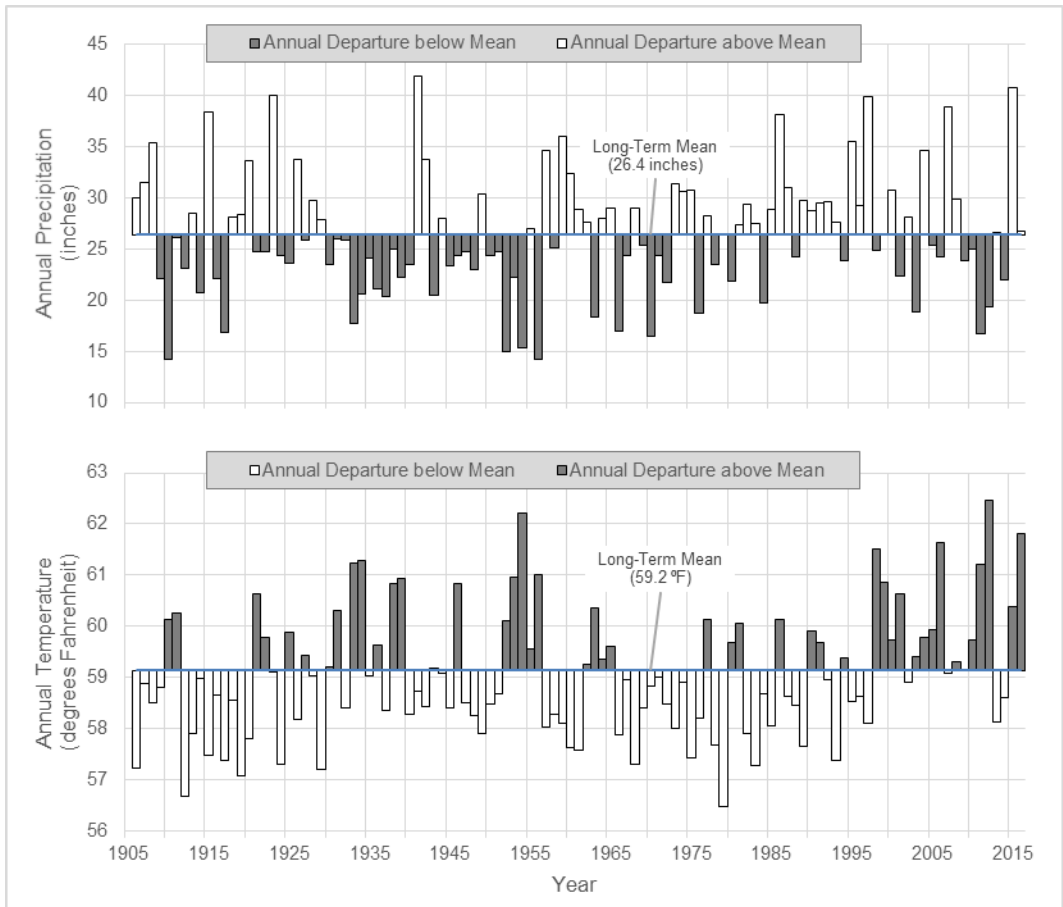 Annual Departure below Mean Annual Departure above Mean
45
40
35
30
25
20
15
10
Annual Precipitation
(inches)
Long-Term Mean
(26.4 inches)
Annual Departure below Mean Annual Departure above Mean
63
62
61
60
59
58
57
56
Annual Temperature
(degrees Fahrenheit)
Long-Term Mean
(59.2 ºF)
1905 1915 1925 1935 1945 1955 1965 1975 1985 1995 2005 2015
Year